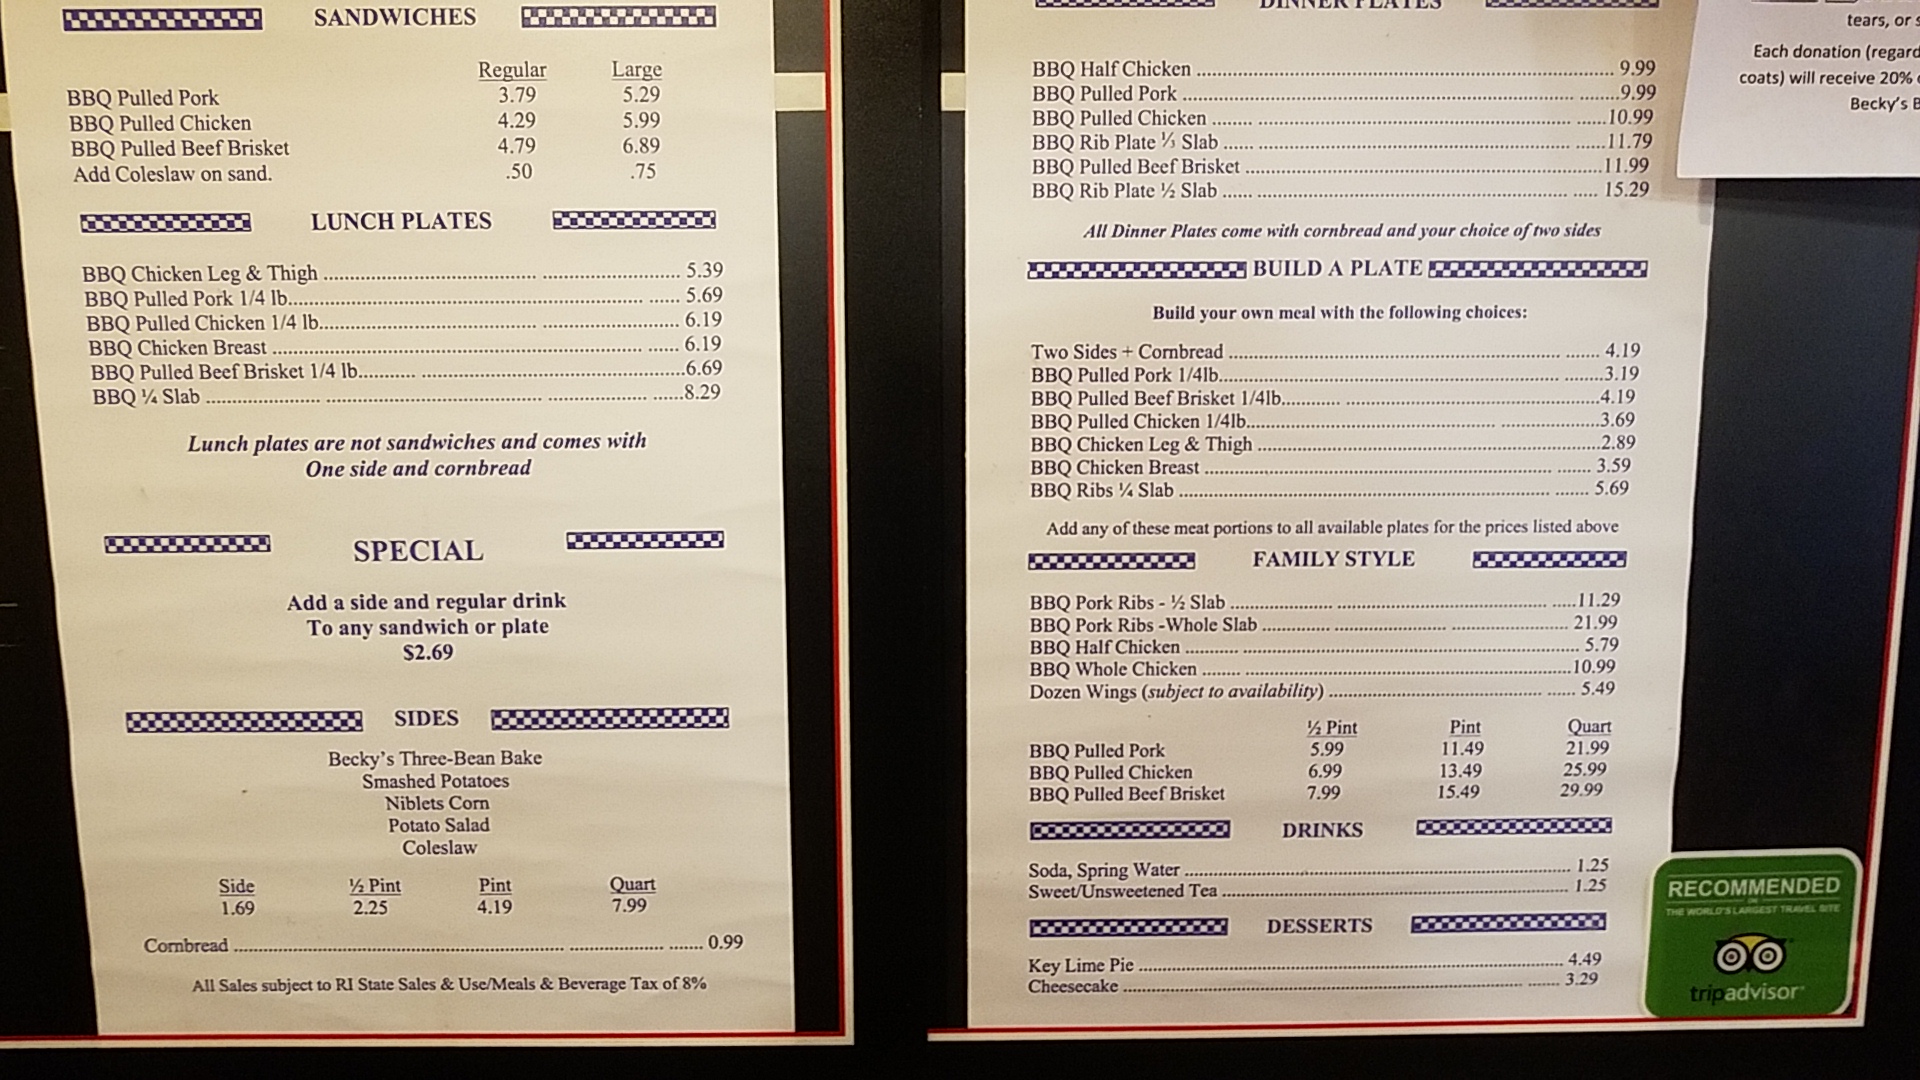 SANDWICHES
Regular Large
BBQ Pulled Pork 3.79 5.29
BBQ Pulled Chicken 4.29 5.99
BBQ Pulled Beef Brisket 4.79 6.89
Add Coleslaw on sand. .50 .75
LUNCH PLATES
BBQ Chicken Leg & Thigh 5.39
BBQ Pulled Pork 1/4 lb. 5.69
BBQ Pulled Chicken 1/4 lb. 6.19
BBQ Chicken Breast 6.19
BBQ Pulled Beef Brisket 1/4 lb. 6.69
BBQ ¼ Slab 8.29
Lunch plates are not sandwiches and comes with
One side and cornbread
SPECIAL
Add a side and regular drink
To any sandwich or plate
$2.69
SIDES
Becky's Three-Bean Bake
Smashed Potatoes
Niblets Corn
Potato Salad
Coleslaw
Side ½ Pint Pint Quart
1.69 2.25 4.19 7.99
Cornbread 0.99
All Sales subject to RI State Sales & Use/Meals & Beverage Tax of 8%
DINNER PLATES
BBQ Half Chicken 9.99
BBQ Pulled Pork 9.99
BBQ Pulled Chicken 10.99
BBQ Rib Plate ⅓ Slab 11.79
BBQ Pulled Beef Brisket 11.99
BBQ Rib Plate ½ Slab 15.29
All Dinner Plates come with cornbread and your choice of two sides
BUILD A PLATE
Build your own meal with the following choices:
Two Sides + Cornbread 4.19
BBQ Pulled Pork 1/4lb. 3.19
BBQ Pulled Beef Brisket 1/4lb. 4.19
BBQ Pulled Chicken 1/4lb. 3.69
BBQ Chicken Leg & Thigh 2.89
BBQ Chicken Breast 3.59
BBQ Ribs ¼ Slab 5.69
Add any of these meat portions to all available plates for the prices listed above
FAMILY STYLE
BBQ Pork Ribs - ½ Slab 11.29
BBQ Pork Ribs -Whole Slab 21.99
BBQ Half Chicken 5.79
BBQ Whole Chicken 10.99
Dozen Wings (subject to availability) 5.49
½ Pint Pint Quart
BBQ Pulled Pork 5.99 11.49 21.99
BBQ Pulled Chicken 6.99 13.49 25.99
BBQ Pulled Beef Brisket 7.99 15.49 29.99
DRINKS
Soda, Spring Water 1.25
Sweet/Unsweetened Tea 1.25
DESSERTS
Key Lime Pie 4.49
Cheesecake 3.29
tears, or
Each donation (regard
coats) will receive 20%
Becky's B
RECOMMENDED
ON
THE WORLD'S LARGEST TRAVEL SITE
tripadvisor